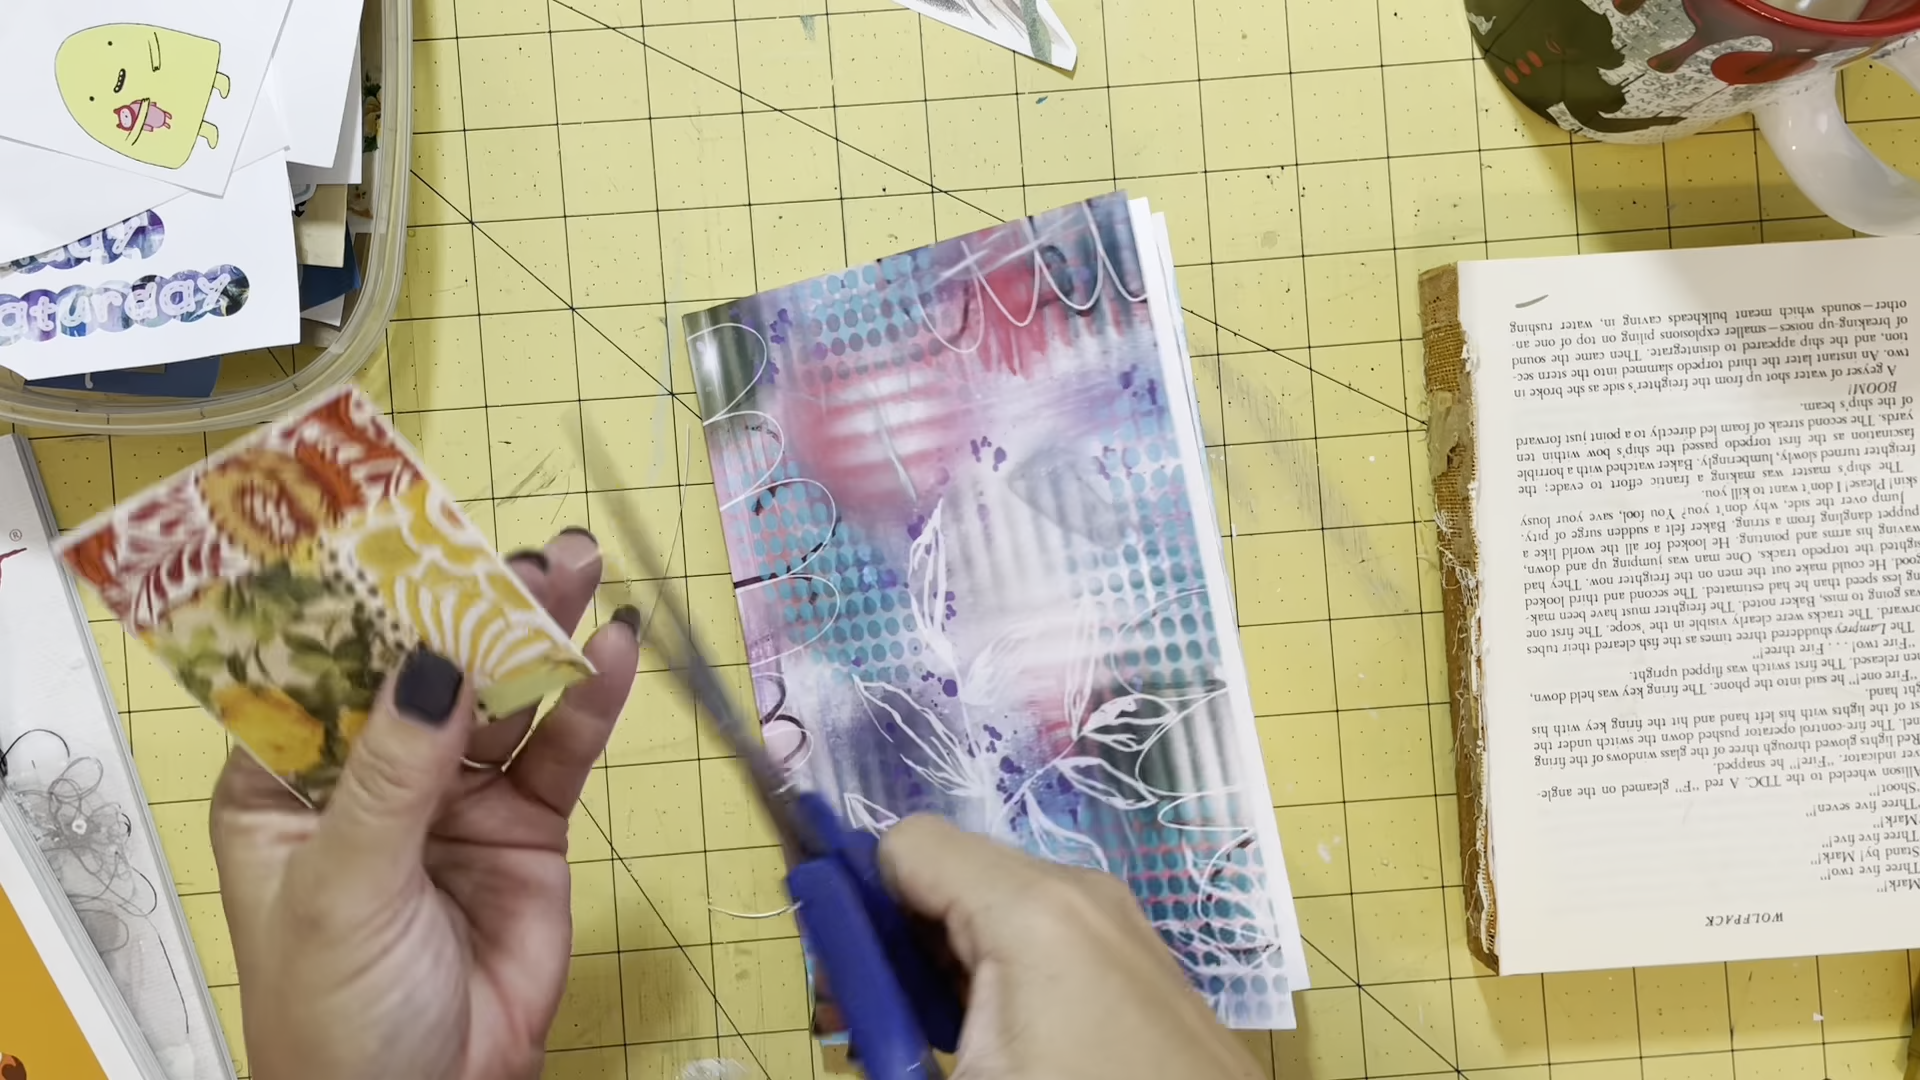 aturday
®
WOLFPACK
"Mark!"
"Three five two!"
"Stand by! Mark!"
"Three five five!"
"Mark!"
"Three five seven!"
"Shoot!"
Allison wheeled to the TDC. A red "F" gleamed on the angle-
ver indicator. "Fire!" he snapped.
Red lights glowed through three of the glass windows of the firing
nel. The fire-control operator pushed down the switch under the
st of the lights with his left hand and hit the firing key with his
ght hand.
"Fire one!" he said into the phone. The firing key was held down,
hen released. The first switch was flipped upright.
"Fire two! . . . Fire three!"
The Lamprey shuddered three times as the fish cleared their tubes
forward. The tracks were clearly visible in the 'scope. The first one
was going to miss, Baker noted. The freighter must have been mak-
ng less speed than he had estimated. The second and third looked
good. He could make out the men on the freighter now. They had
sighted the torpedo tracks. One man was jumping up and down,
waving his arms and pointing. He looked for all the world like a
puppet dangling from a string. Baker felt a sudden surge of pity.
Jump over the side, why don't you? You fool, save your lousy
skin! Please! I don't want to kill you.
The ship's master was making a frantic effort to evade; the
freighter turned slowly, lumberingly. Baker watched with a horrible
fascination as the first torpedo passed the ship's bow within ten
yards. The second streak of foam led directly to a point just forward
of the ship's beam.
BOOM!
A geyser of water shot up from the freighter's side as she broke in
two. An instant later the third torpedo slammed into the stern sec-
tion, and the ship appeared to disintegrate. Then came the sound
of breaking-up noises—smaller explosions piling on top of one an-
other—sounds which meant bulkheads caving in, water rushing